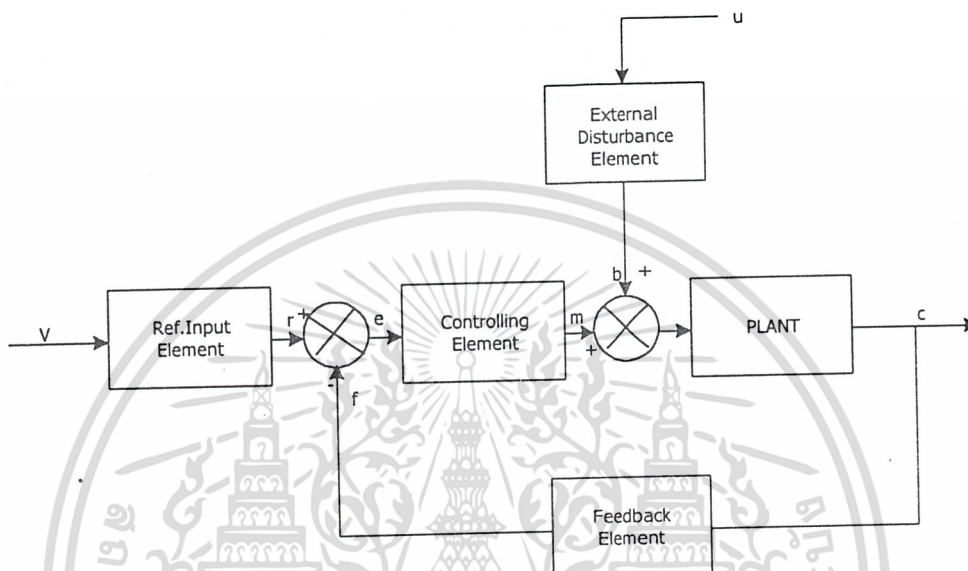 u
External
Disturbance
Element
b +
V
Ref.Input
Element
r +
e
Controlling
Element
m
+
PLANT
c
-
f
Feedback
Element